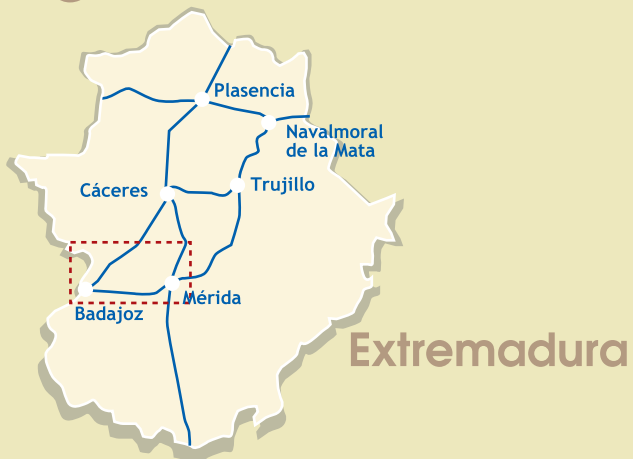 Plasencia
Navalmoral
de la Mata
Cáceres
Trujillo
Mérida
Badajoz
Extremadura